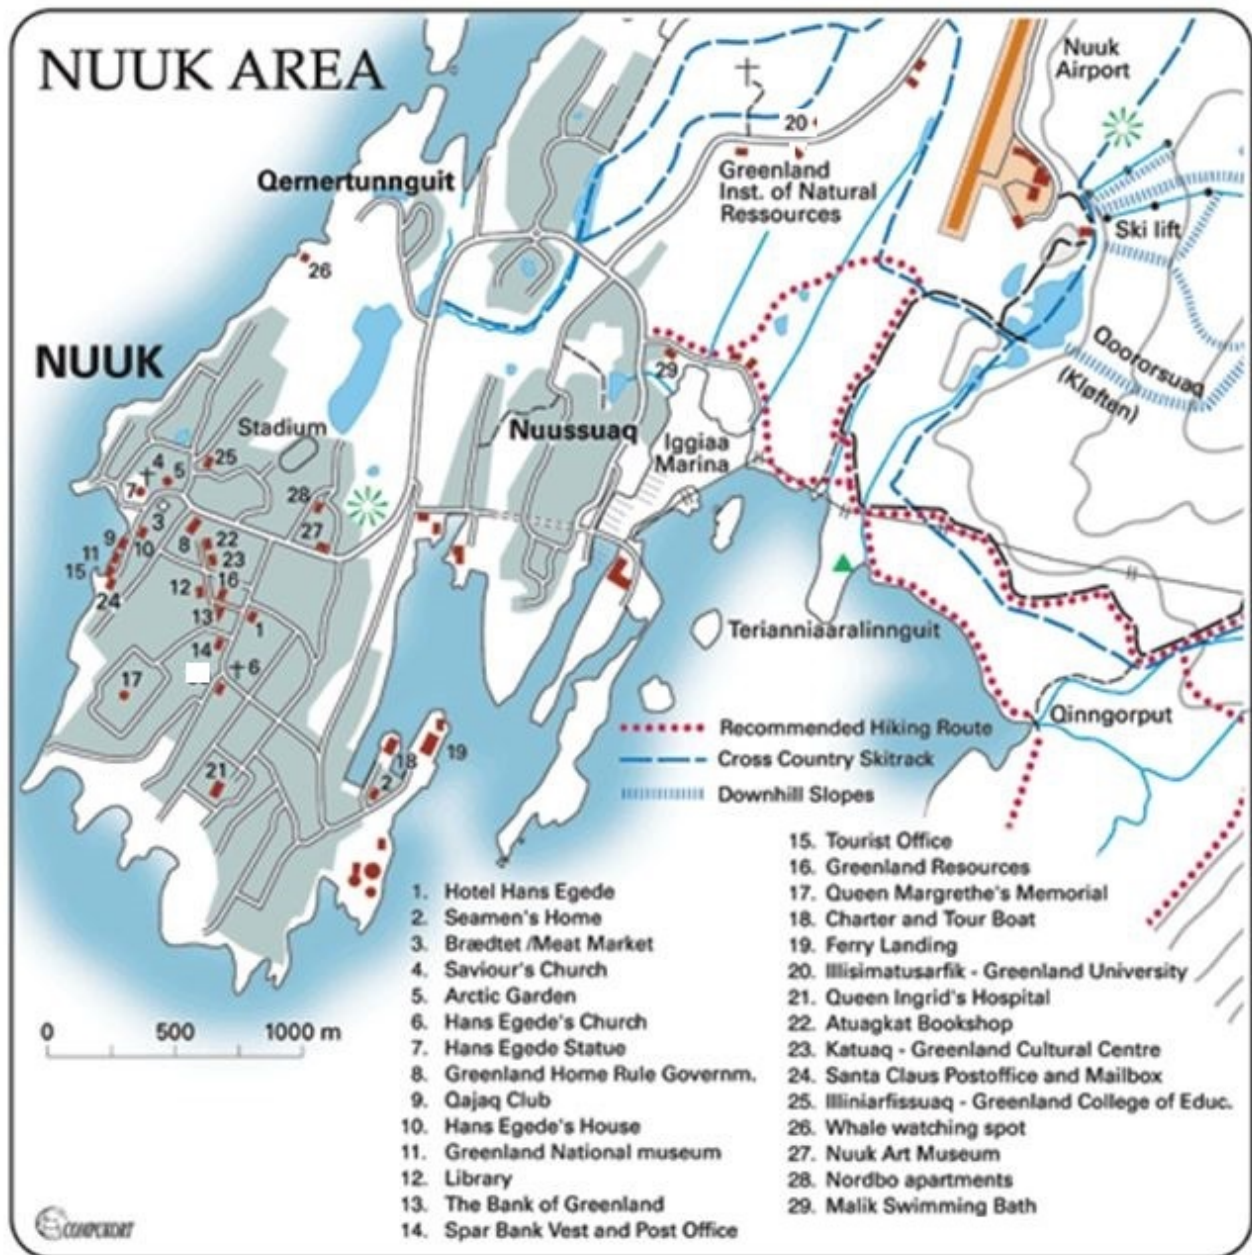 NUUK AREA
Nuuk
Airport
20
Greenland
Inst. of Natural
Ressources
Qernertunnguit
Ski lift
26
NUUK
Qootorsuaq
(Kløften)
29
Stadium
Nuussuaq
Iggiaa
Marina
4
25
5
7
28
3
9
10
8
22
27
11
23
15
16
12
24
13
1
14
6
17
Terianniaaralinnguit
Qinngorput
18
19
21
2
Recommended Hiking Route
Cross Country Skitrack
Downhill Slopes
0 500 1000 m
1. Hotel Hans Egede
2. Seamen's Home
3. Brædtet /Meat Market
4. Saviour's Church
5. Arctic Garden
6. Hans Egede's Church
7. Hans Egede Statue
8. Greenland Home Rule Governm.
9. Qajaq Club
10. Hans Egede's House
11. Greenland National museum
12. Library
13. The Bank of Greenland
14. Spar Bank Vest and Post Office
15. Tourist Office
16. Greenland Resources
17. Queen Margrethe's Memorial
18. Charter and Tour Boat
19. Ferry Landing
20. Illisimatusarfik - Greenland University
21. Queen Ingrid's Hospital
22. Atuagkat Bookshop
23. Katuaq - Greenland Cultural Centre
24. Santa Claus Postoffice and Mailbox
25. Illiniarfissuaq - Greenland College of Educ.
26. Whale watching spot
27. Nuuk Art Museum
28. Nordbo apartments
29. Malik Swimming Bath
COMPUKORT